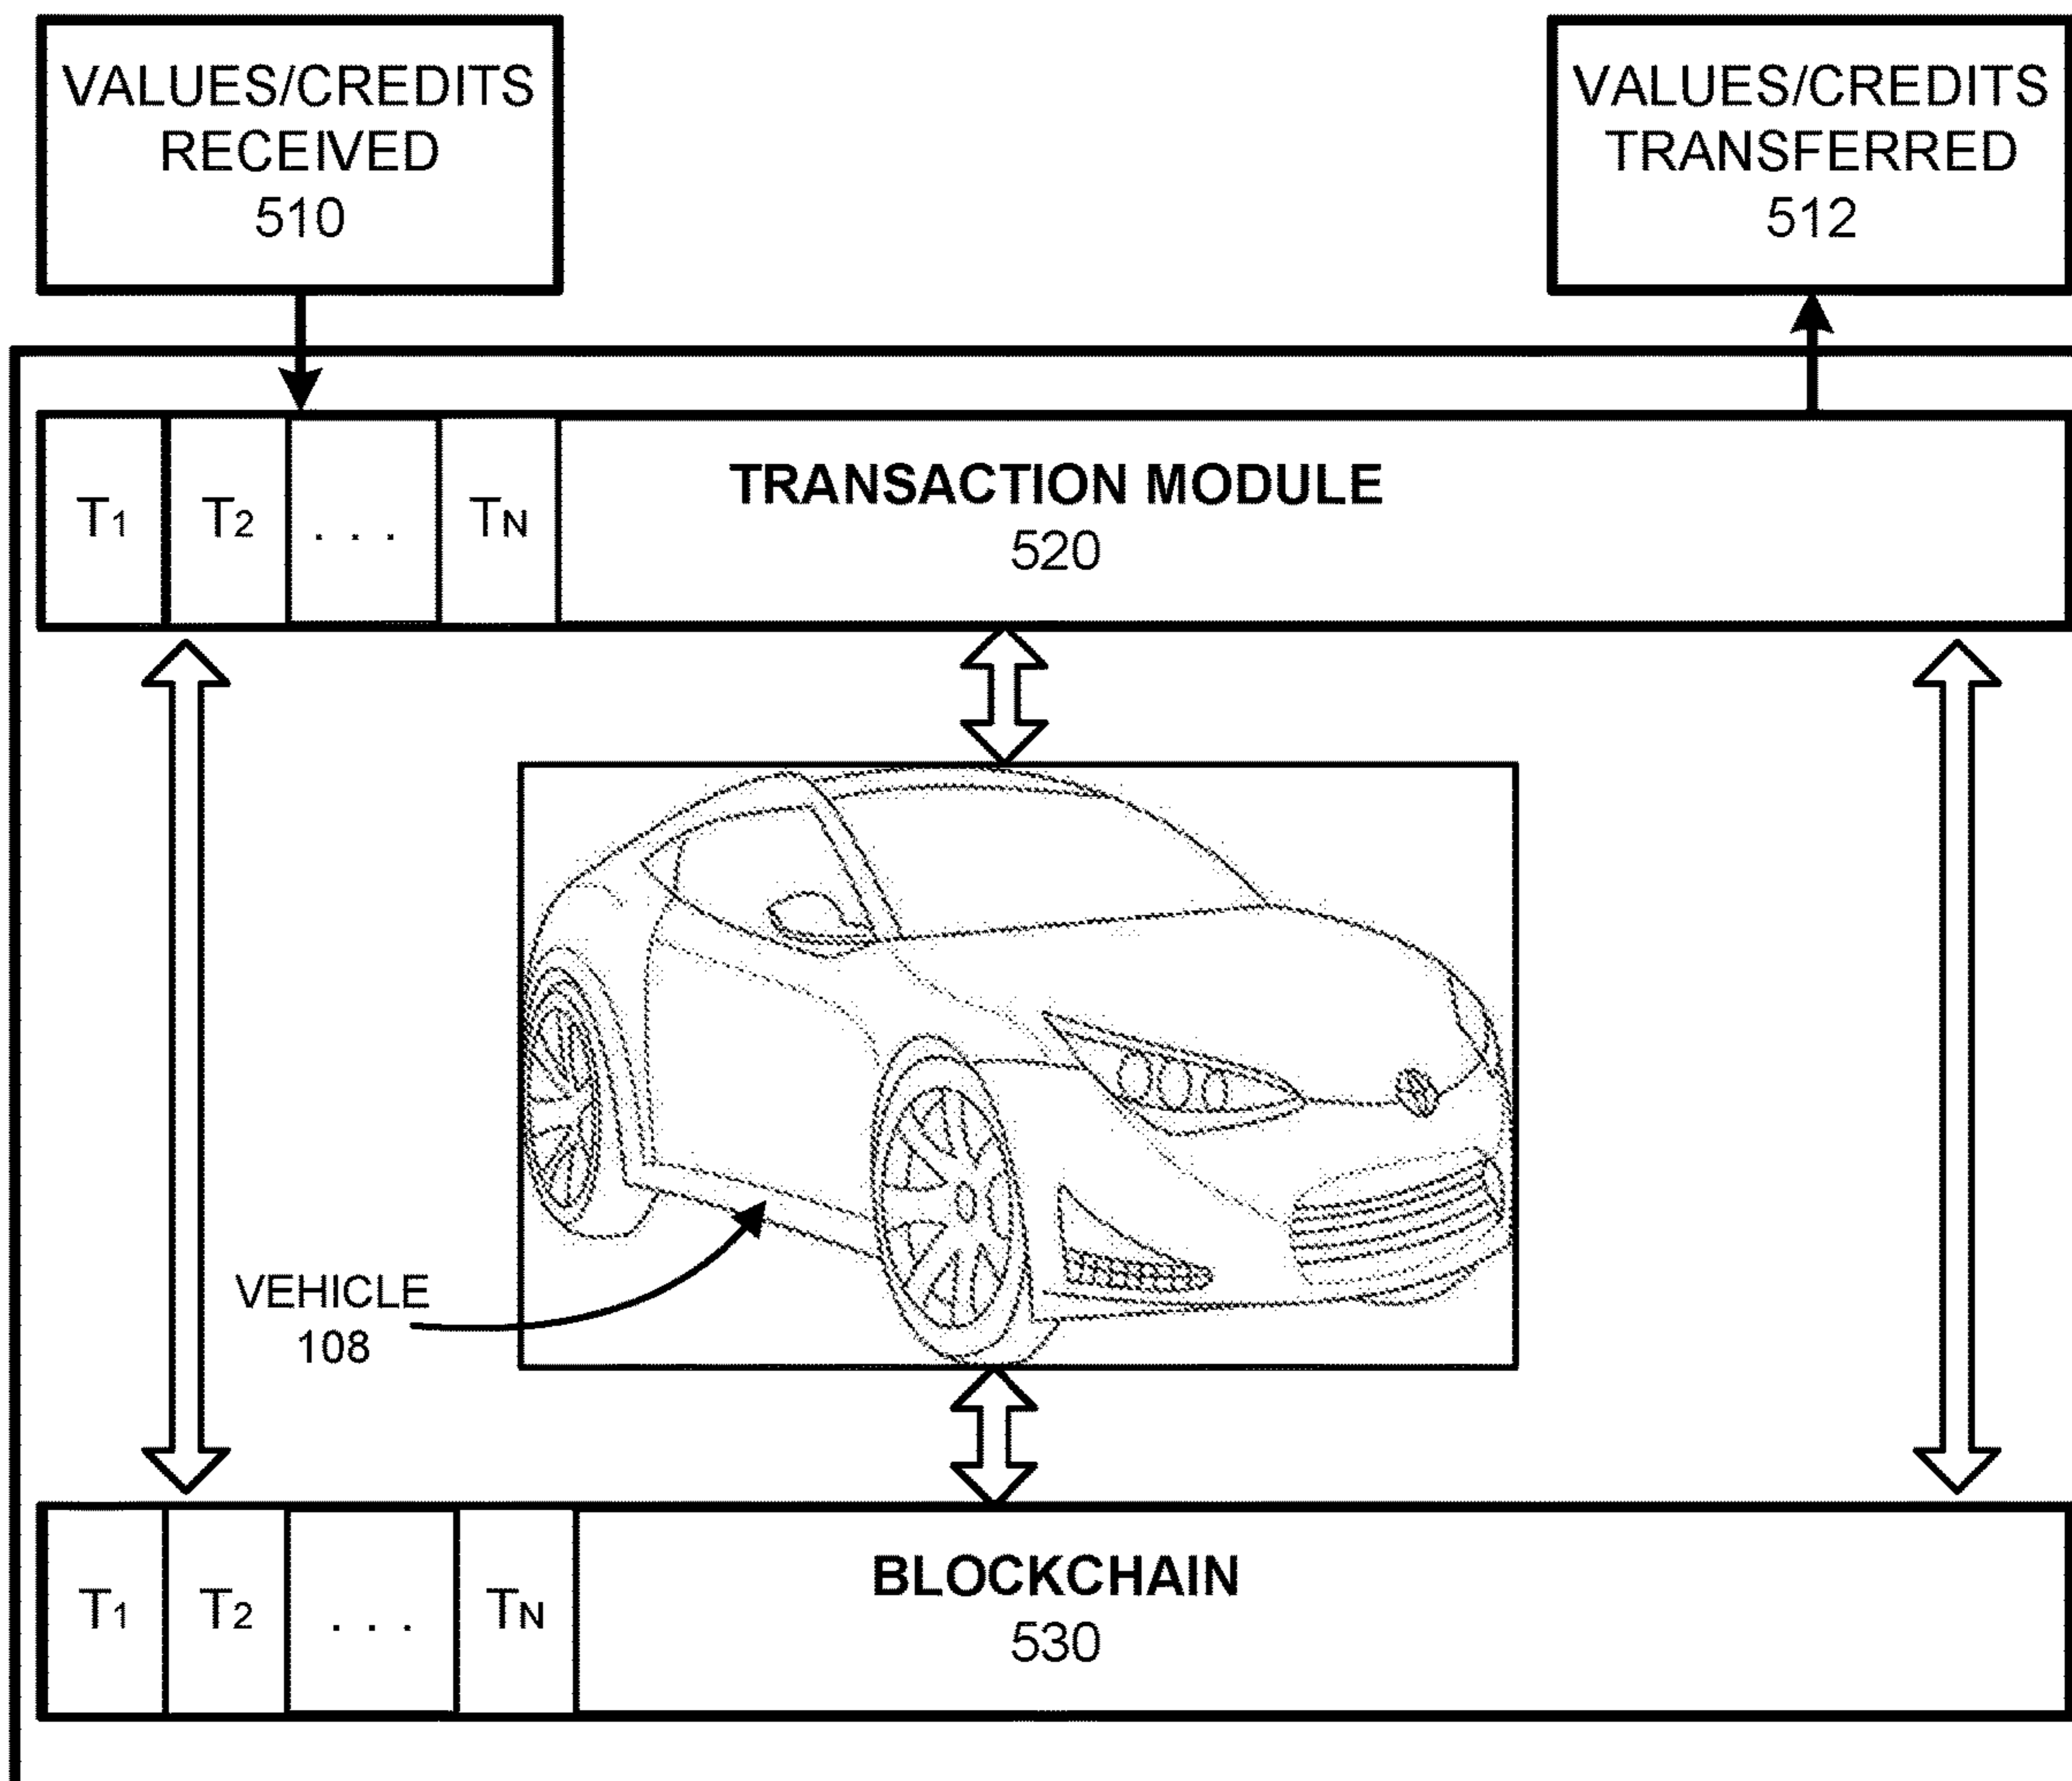 VALUES/CREDITS
RECEIVED
510
VALUES/CREDITS
TRANSFERRED
512
T1 T2 . . . TN
TRANSACTION MODULE
520
VEHICLE
108
T1 T2 . . . TN
BLOCKCHAIN
530